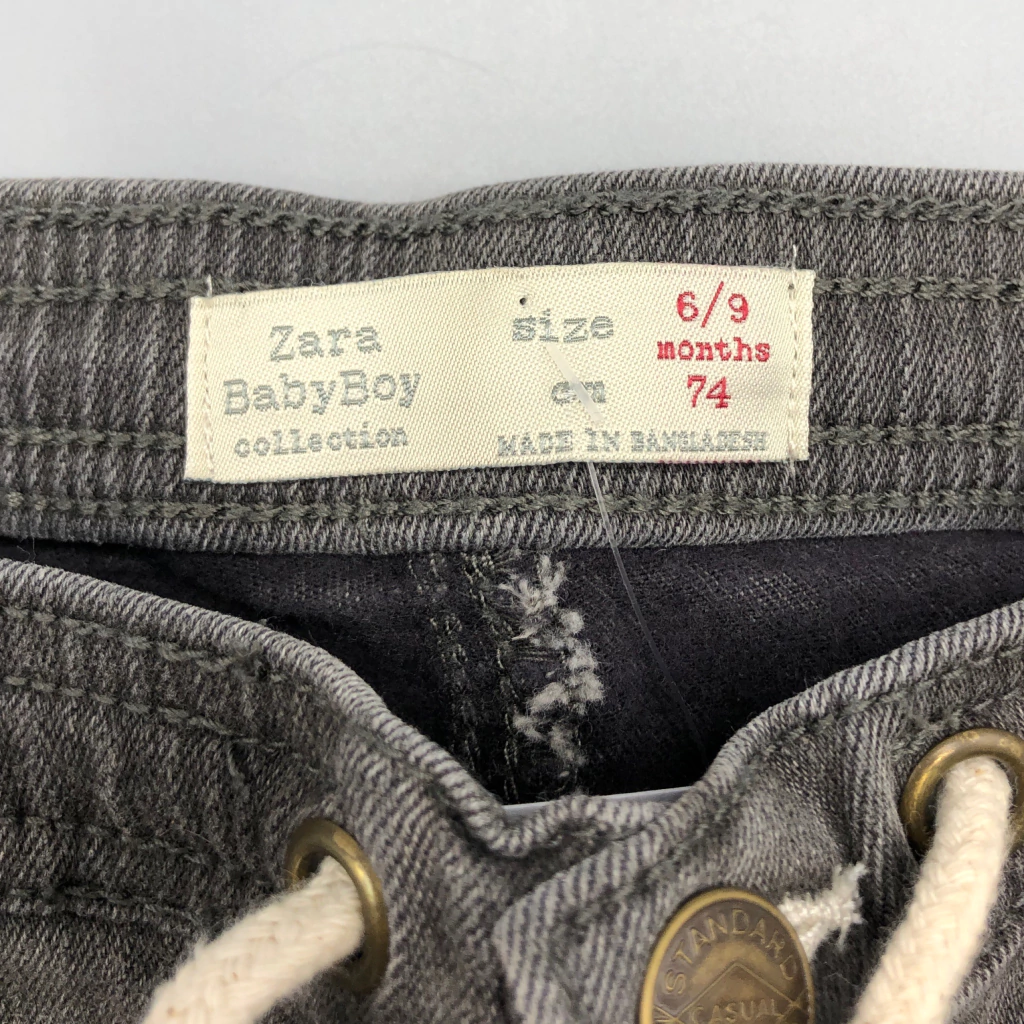 Zara
BabyBoy
collection
size
cm
6/9
months
74
MADE IN BANGLADESH
STANDARD
CASUAL